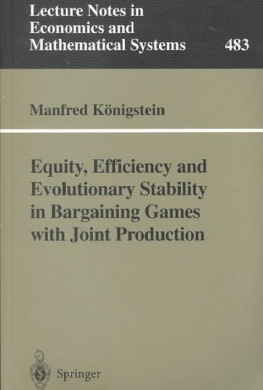 Lecture Notes in
Economics and
Mathematical Systems 483
Manfred Königstein
Equity, Efficiency and
Evolutionary Stability
in Bargaining Games
with Joint Production
Springer